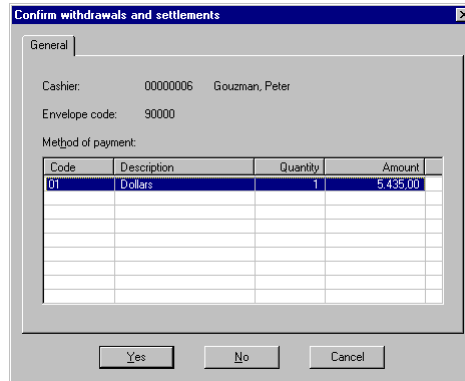 Confirm withdrawals and settlements
General
Cashier: 00000006 Gouzman, Peter
Envelope code: 90000
Method of payment:
Code Description Quantity Amount
01 Dollars 1 5.435,00
Yes No Cancel